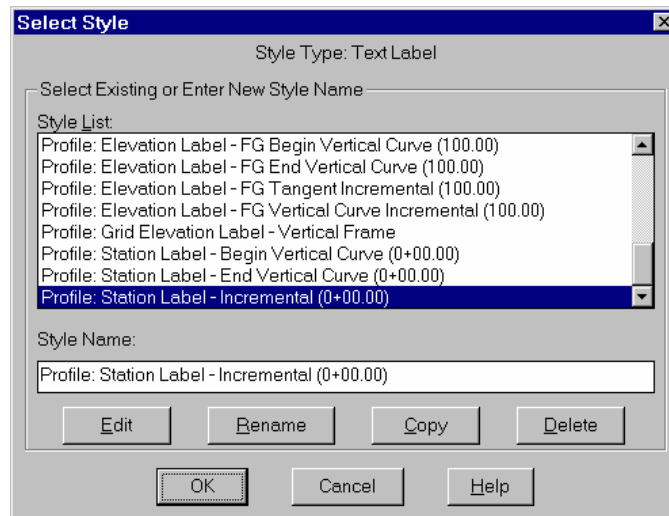 Select Style
Style Type: Text Label
Select Existing or Enter New Style Name
Style List:
Profile: Elevation Label - FG Begin Vertical Curve (100.00)
Profile: Elevation Label - FG End Vertical Curve (100.00)
Profile: Elevation Label - FG Tangent Incremental (100.00)
Profile: Elevation Label - FG Vertical Curve Incremental (100.00)
Profile: Grid Elevation Label - Vertical Frame
Profile: Station Label - Begin Vertical Curve (0+00.00)
Profile: Station Label - End Vertical Curve (0+00.00)
Profile: Station Label - Incremental (0+00.00)
Style Name:
Profile: Station Label - Incremental (0+00.00)
Edit Rename Copy Delete
OK Cancel Help